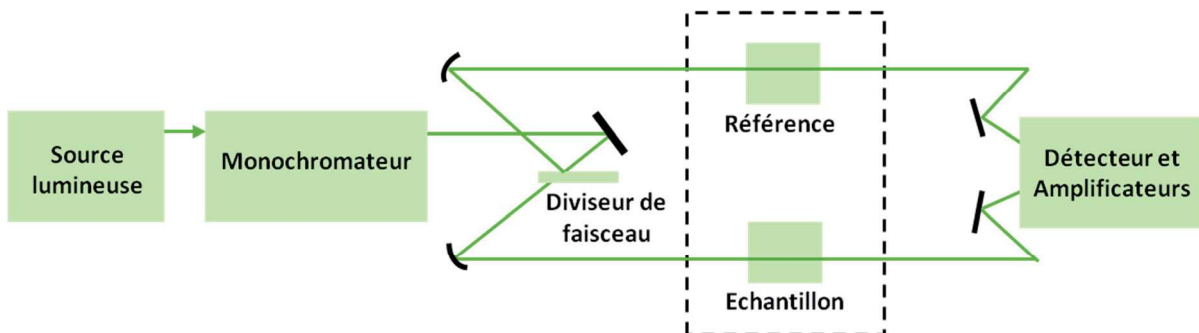 Source
lumineuse
Monochromateur
Diviseur de
faisceau
Référence
Echantillon
Détecteur et
Amplificateurs